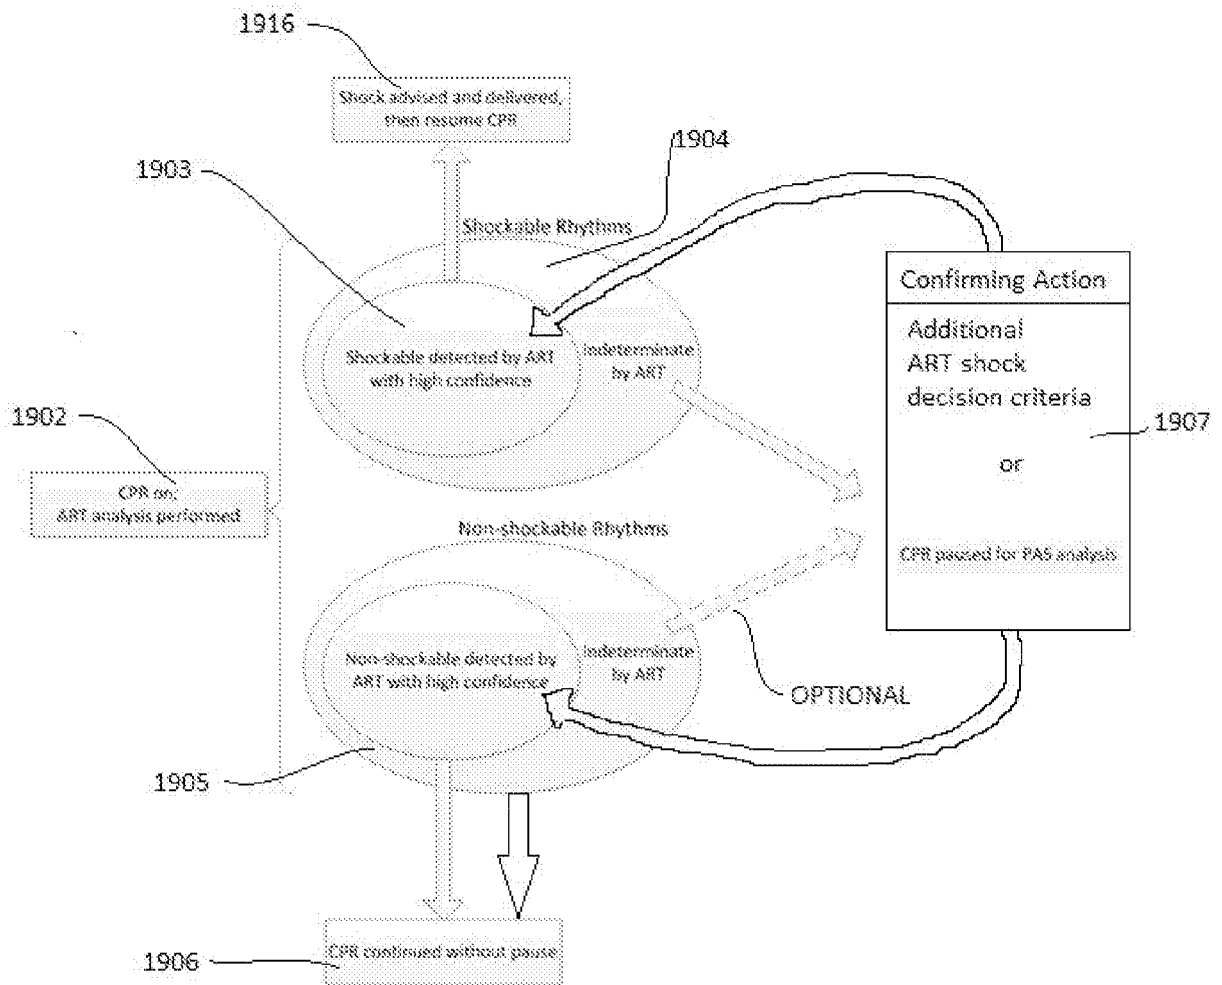 1916
Shock advised and delivered,
then resume CPR
1904
1903
Shockable Rhythms
Confirming Action
Additional
ART shock
decision criteria
or
CPR paused for PAS analysis
1907
Shockable detected by ART
with high confidence
Indeterminate
by ART
1902
CPR on,
ART analysis performed
Non-shockable Rhythms
Non-shockable detected by
ART with high confidence
Indeterminate
by ART
OPTIONAL
1905
CPR continued without pause
1906